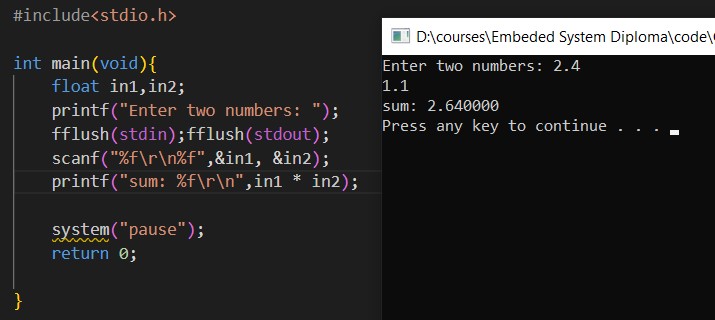 #include<stdio.h>
int main(void){
float in1,in2;
printf("Enter two numbers: ");
fflush(stdin);fflush(stdout);
scanf("%f\r\n%f",&in1, &in2);
printf("sum: %f\r\n",in1 * in2);
system("pause");
return 0;
}
D:\courses\Embeded System Diploma\code\
Enter two numbers: 2.4
1.1
sum: 2.640000
Press any key to continue . . .